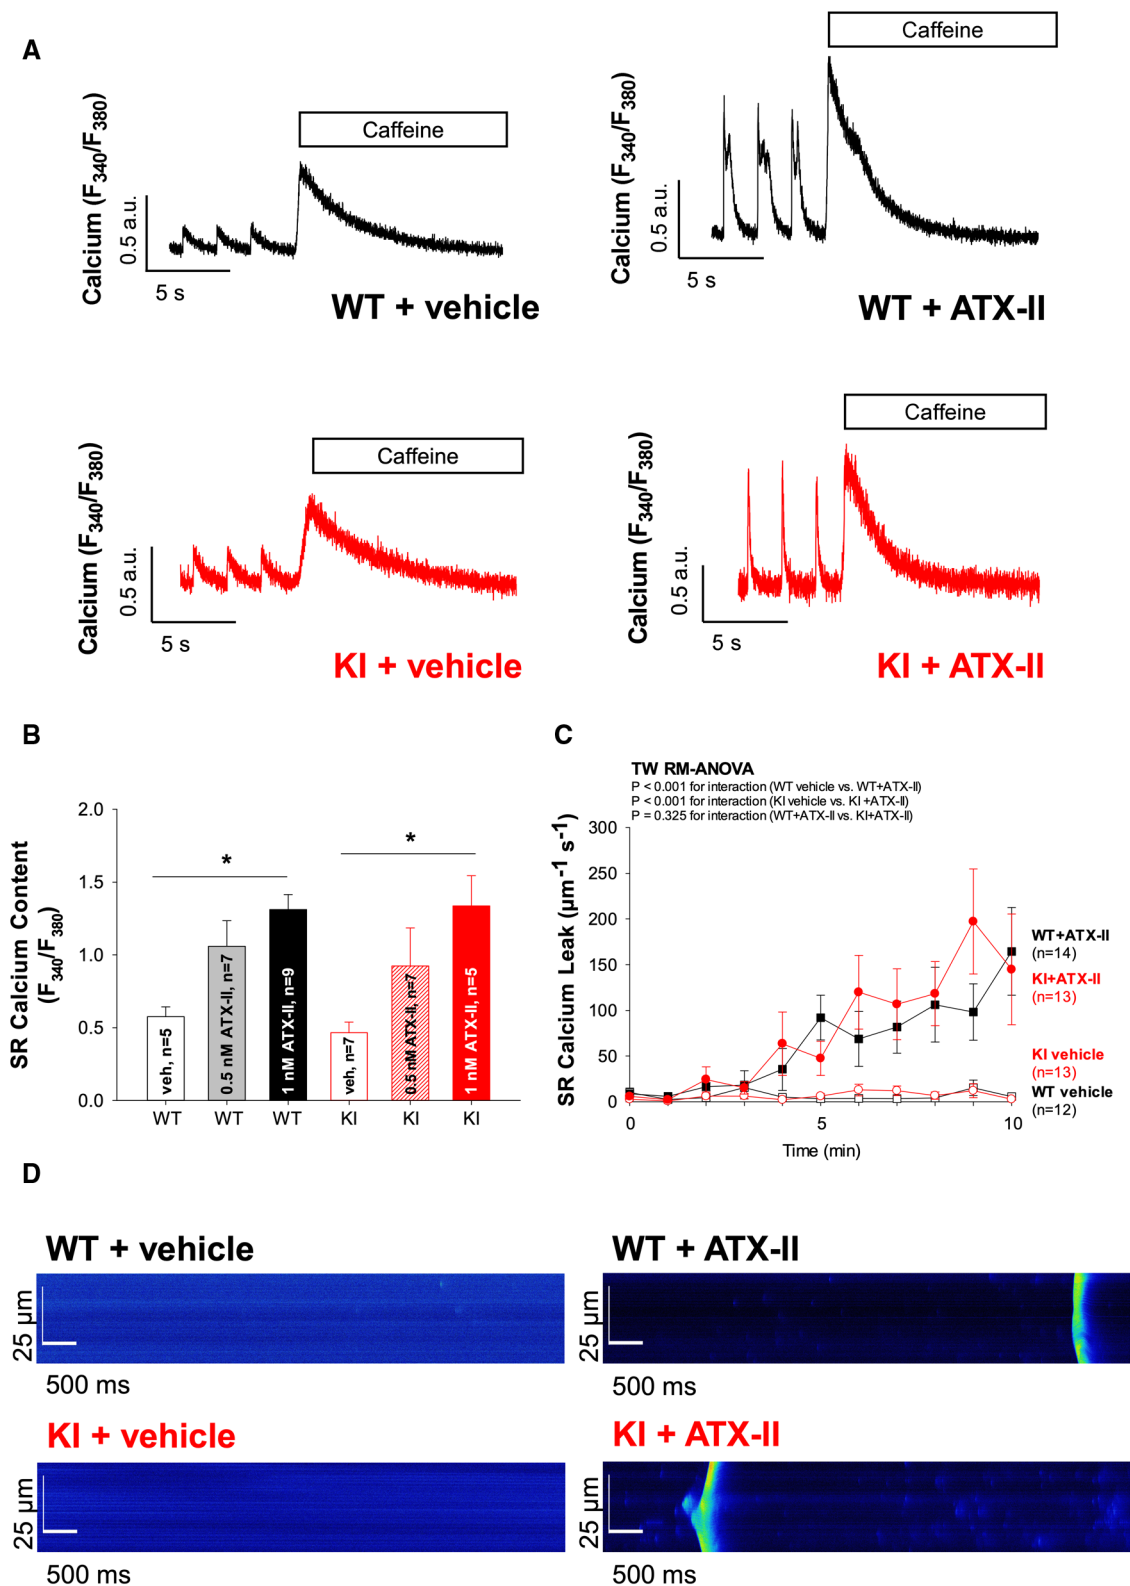 A
Caffeine
Calcium (F340/F380)
0.5 a.u.
5 s
WT + vehicle
Caffeine
Calcium (F340/F380)
0.5 a.u.
5 s
WT + ATX-II
Caffeine
Calcium (F340/F380)
0.5 a.u.
5 s
KI + vehicle
Caffeine
Calcium (F340/F380)
0.5 a.u.
5 s
KI + ATX-II
B
SR Calcium Content
(F340/F380)
2.0
1.5
1.0
0.5
0.0
*
*
veh, n=5
0.5 nM ATX-II, n=7
1 nM ATX-II, n=9
veh, n=7
0.5 nM ATX-II, n=7
1 nM ATX-II, n=5
WT
WT
WT
KI
KI
KI
C
TW RM-ANOVA
P < 0.001 for interaction (WT vehicle vs. WT+ATX-II)
P < 0.001 for interaction (KI vehicle vs. KI +ATX-II)
P = 0.325 for interaction (WT+ATX-II vs. KI+ATX-II)
SR Calcium Leak (µm⁻¹ s⁻¹)
300
250
200
150
100
50
0
0
5
10
Time (min)
WT+ATX-II
(n=14)
KI+ATX-II
(n=13)
KI vehicle
(n=13)
WT vehicle
(n=12)
D
WT + vehicle
25 µm
500 ms
WT + ATX-II
25 µm
500 ms
KI + vehicle
25 µm
500 ms
KI + ATX-II
25 µm
500 ms